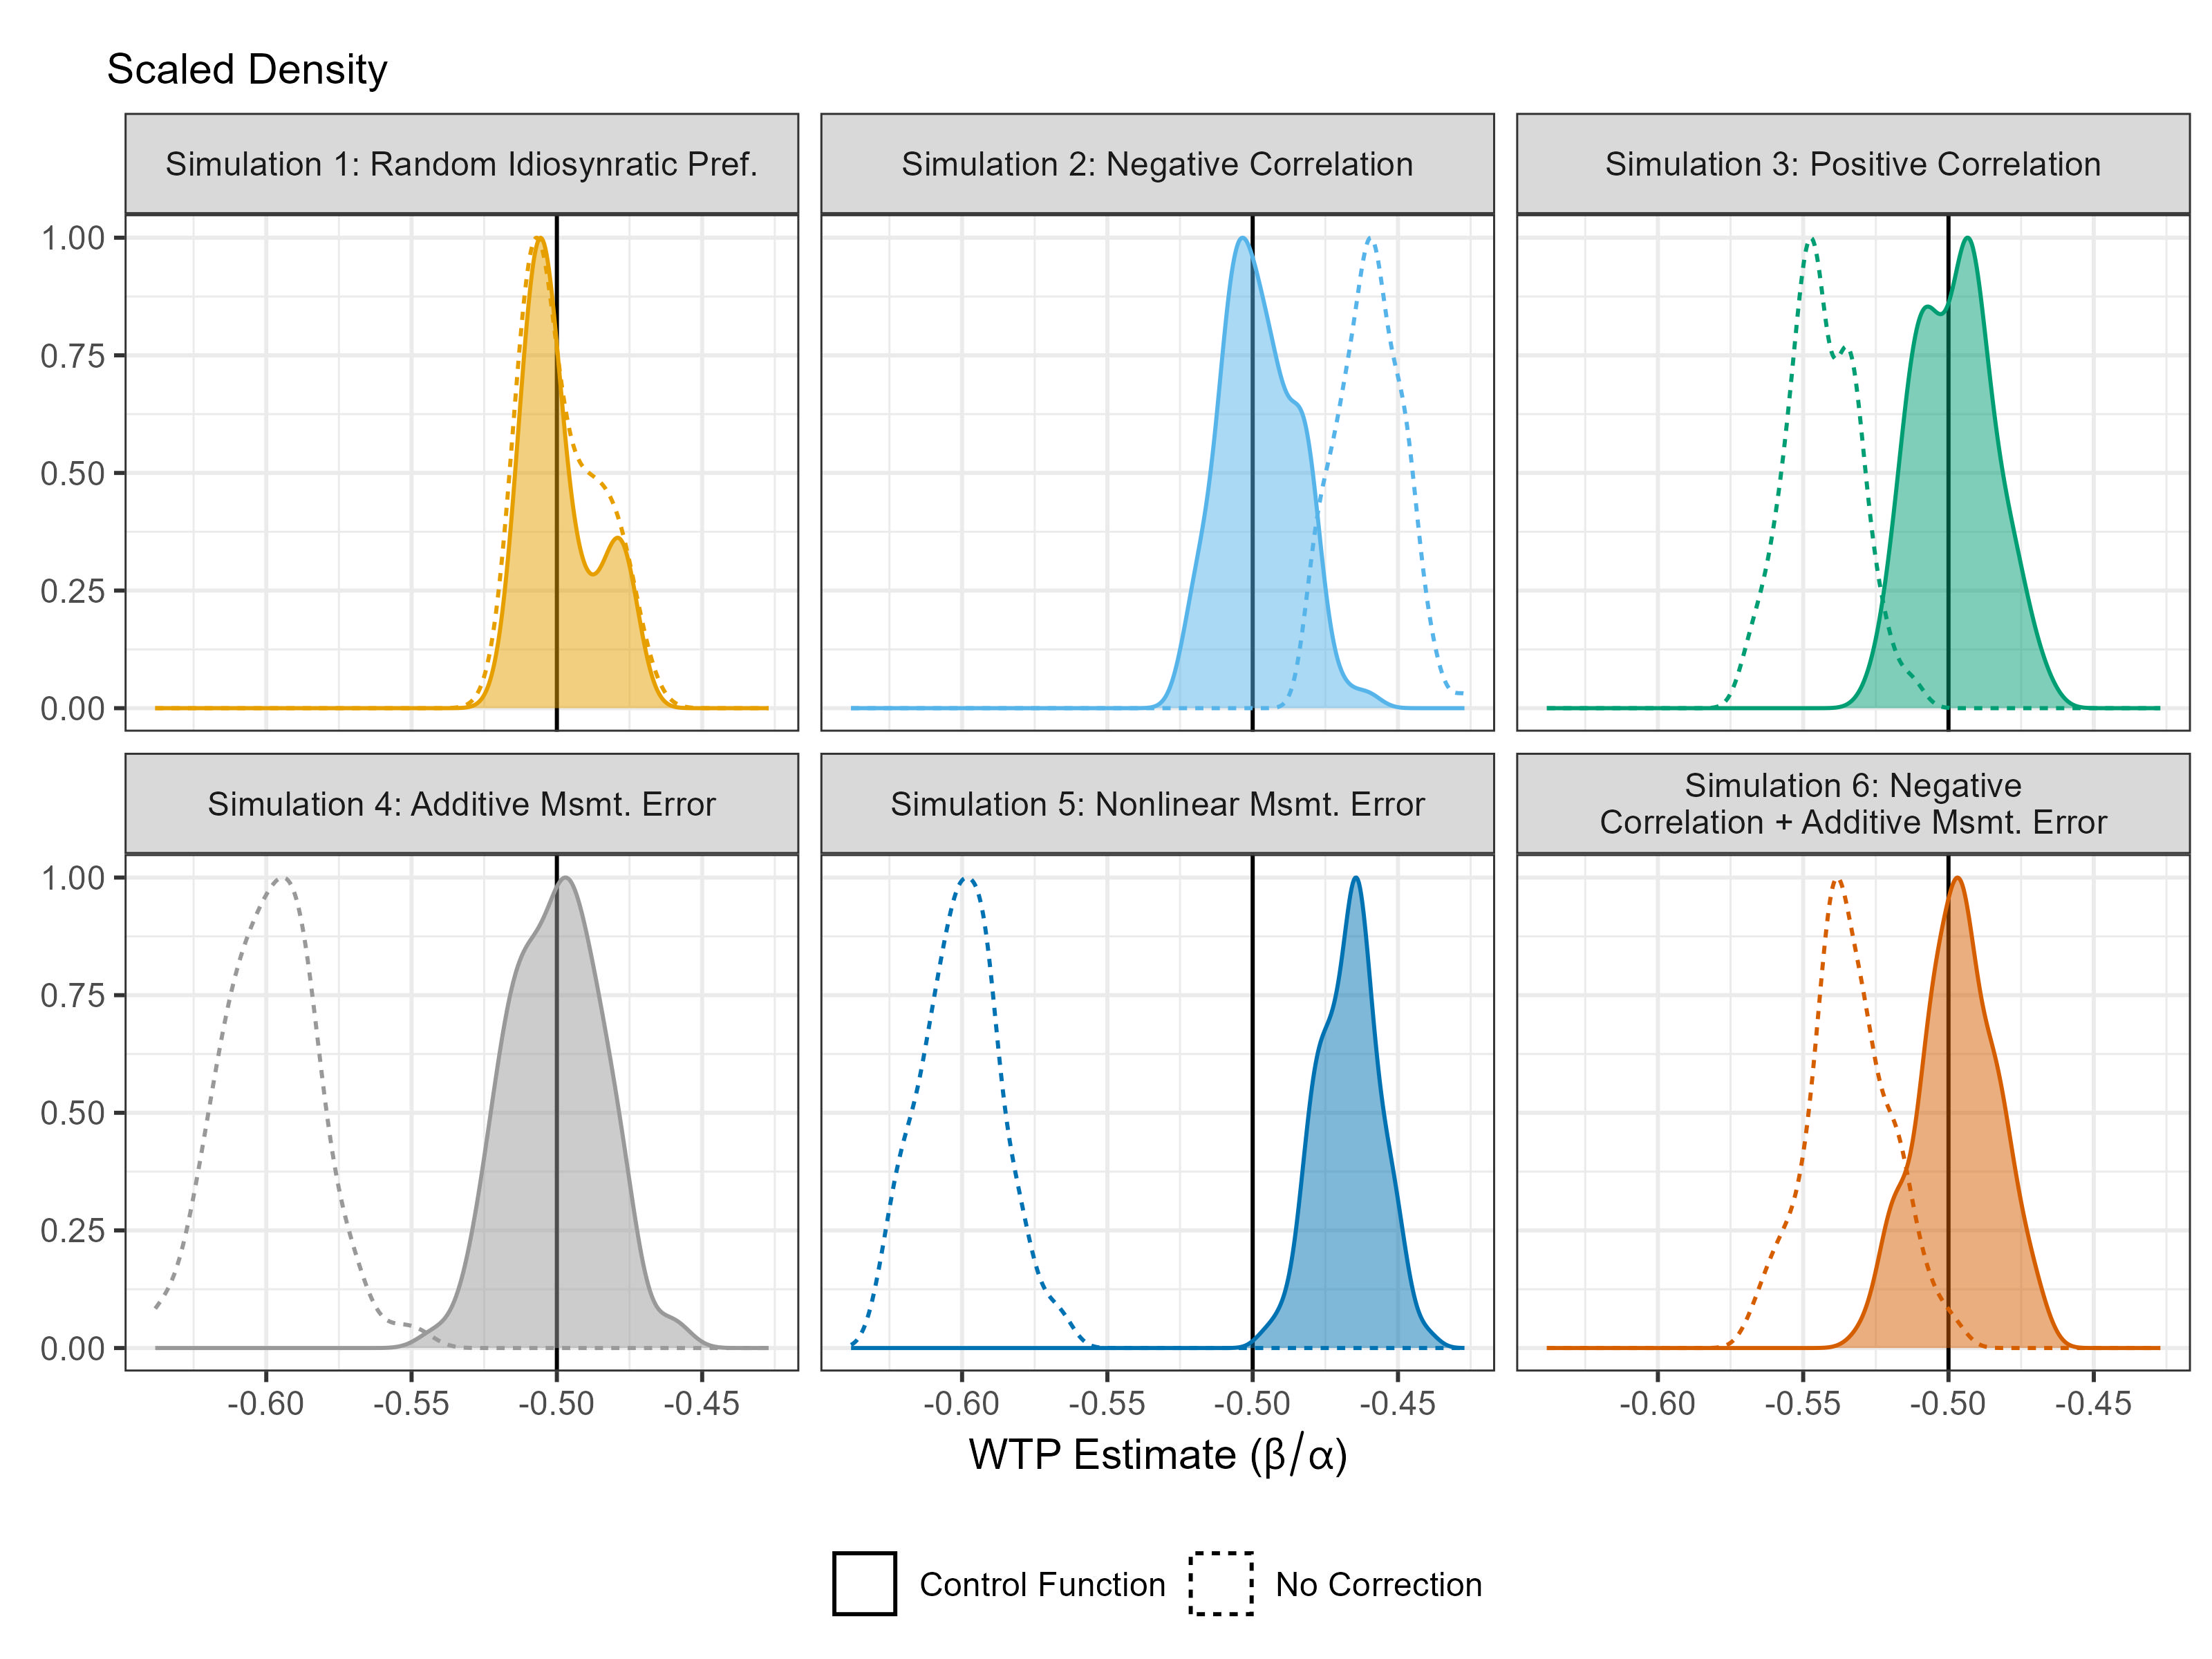 Scaled Density
Simulation 1: Random Idiosynratic Pref.
Simulation 2: Negative Correlation
Simulation 3: Positive Correlation
1.00
0.75
0.50
0.25
0.00
Simulation 4: Additive Msmt. Error
Simulation 5: Nonlinear Msmt. Error
Simulation 6: Negative
Correlation + Additive Msmt. Error
1.00
0.75
0.50
0.25
0.00
-0.60 -0.55 -0.50 -0.45
-0.60 -0.55 -0.50 -0.45
-0.60 -0.55 -0.50 -0.45
WTP Estimate (β/α)
Control Function
No Correction